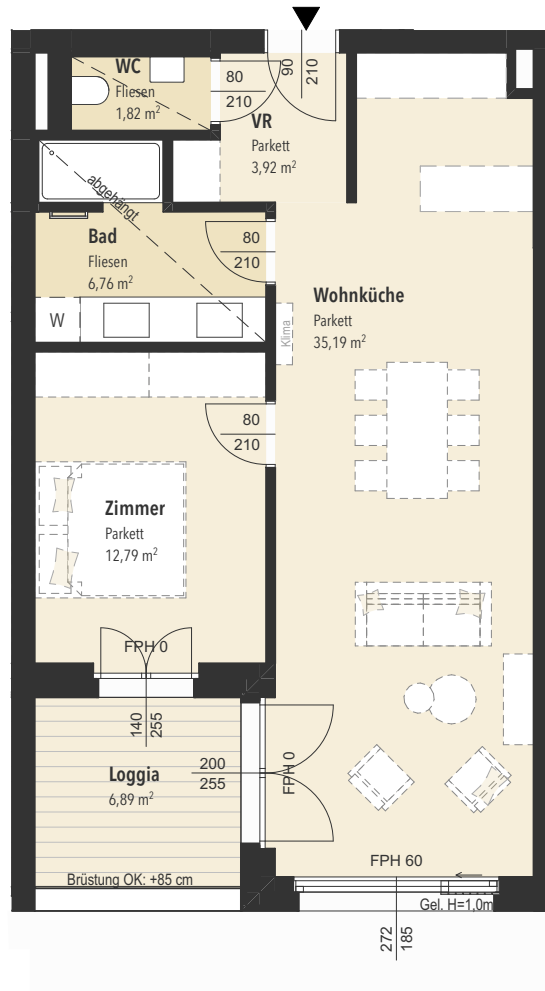 WC
Fliesen
1,82 m²
80
210
90
210
VR
Parkett
3,92 m²
abgehängt
Bad
Fliesen
6,76 m²
80
210
W
Klima
Wohnküche
Parkett
35,19 m²
80
210
Zimmer
Parkett
12,79 m²
FPH 0
140
255
Loggia
6,89 m²
200
255
FPH 0
Brüstung OK: +85 cm
FPH 60
Gel. H=1,0m
272
185